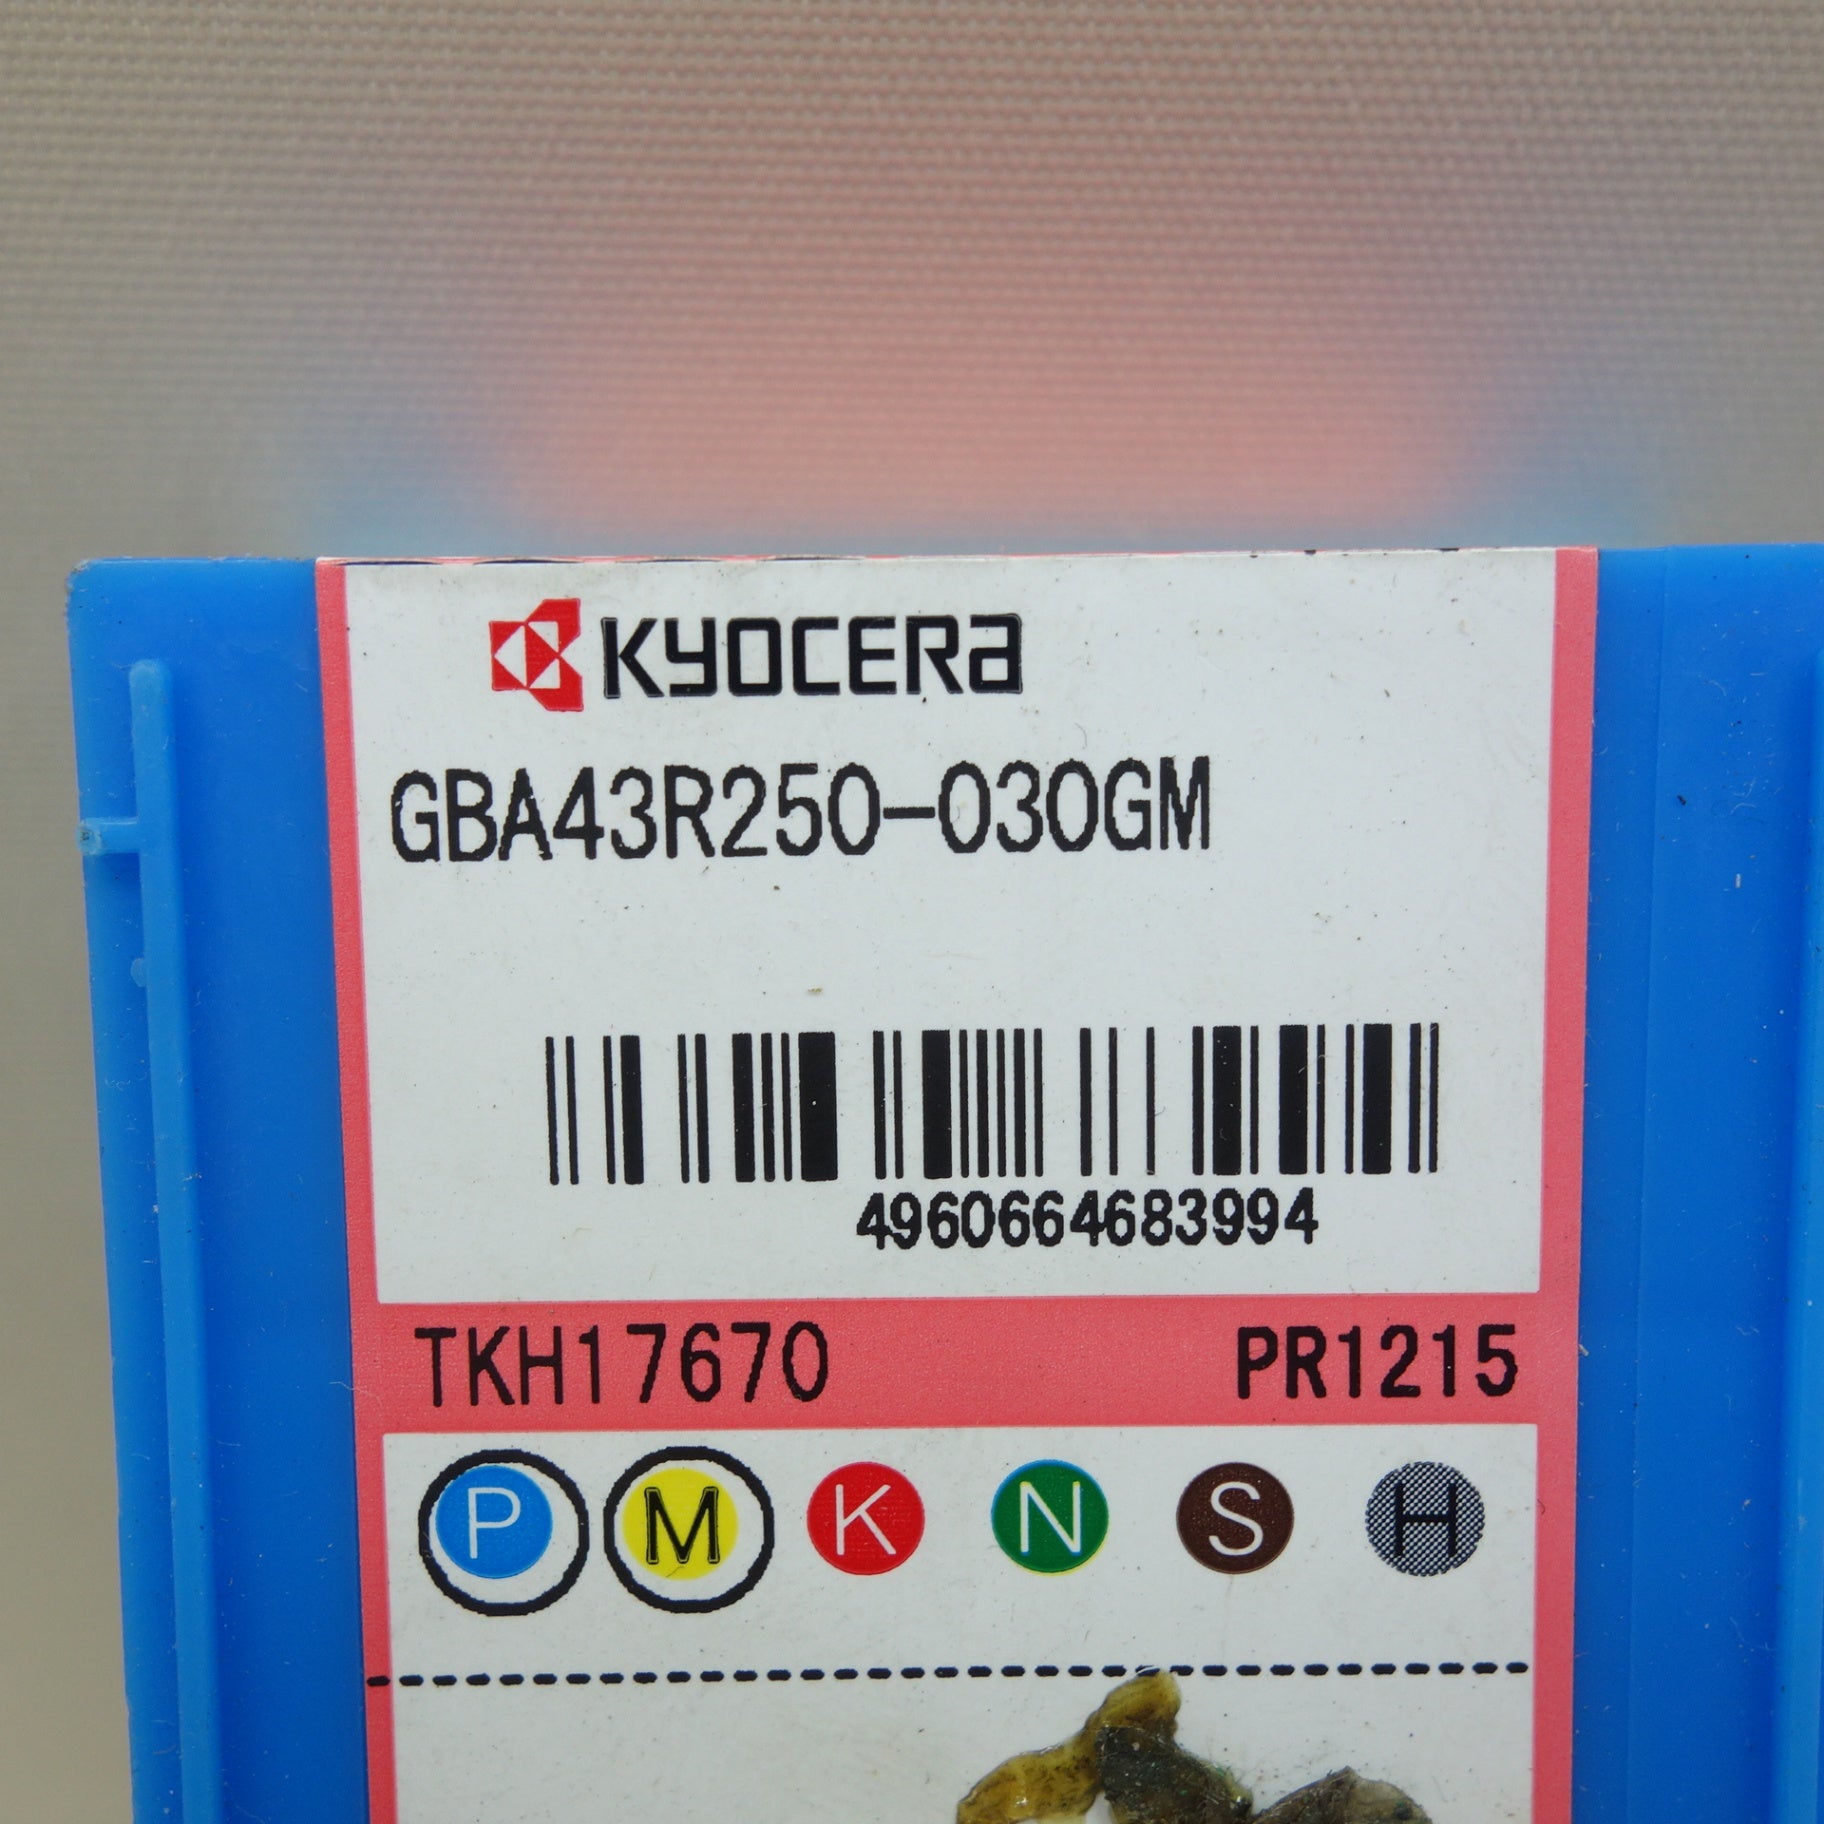 KYOCERA
GBA43R250-030GM
4960664683994
TKH17670 PR1215
P M K N S H